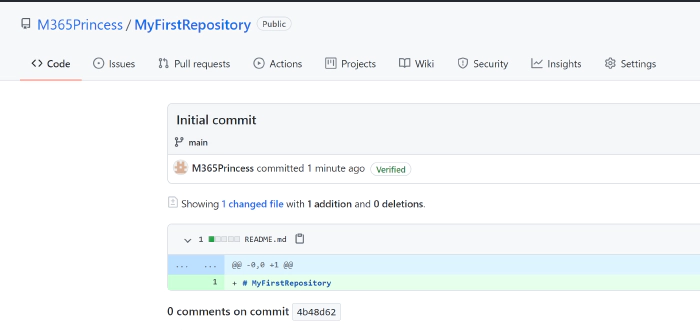 M365Princess / MyFirstRepository Public
Code Issues Pull requests Actions Projects Wiki Security Insights Settings
Initial commit
main
M365Princess committed 1 minute ago Verified
Showing 1 changed file with 1 addition and 0 deletions.
1 README.md
... ... @@ -0,0 +1 @@
1 + # MyFirstRepository
0 comments on commit 4b48d62